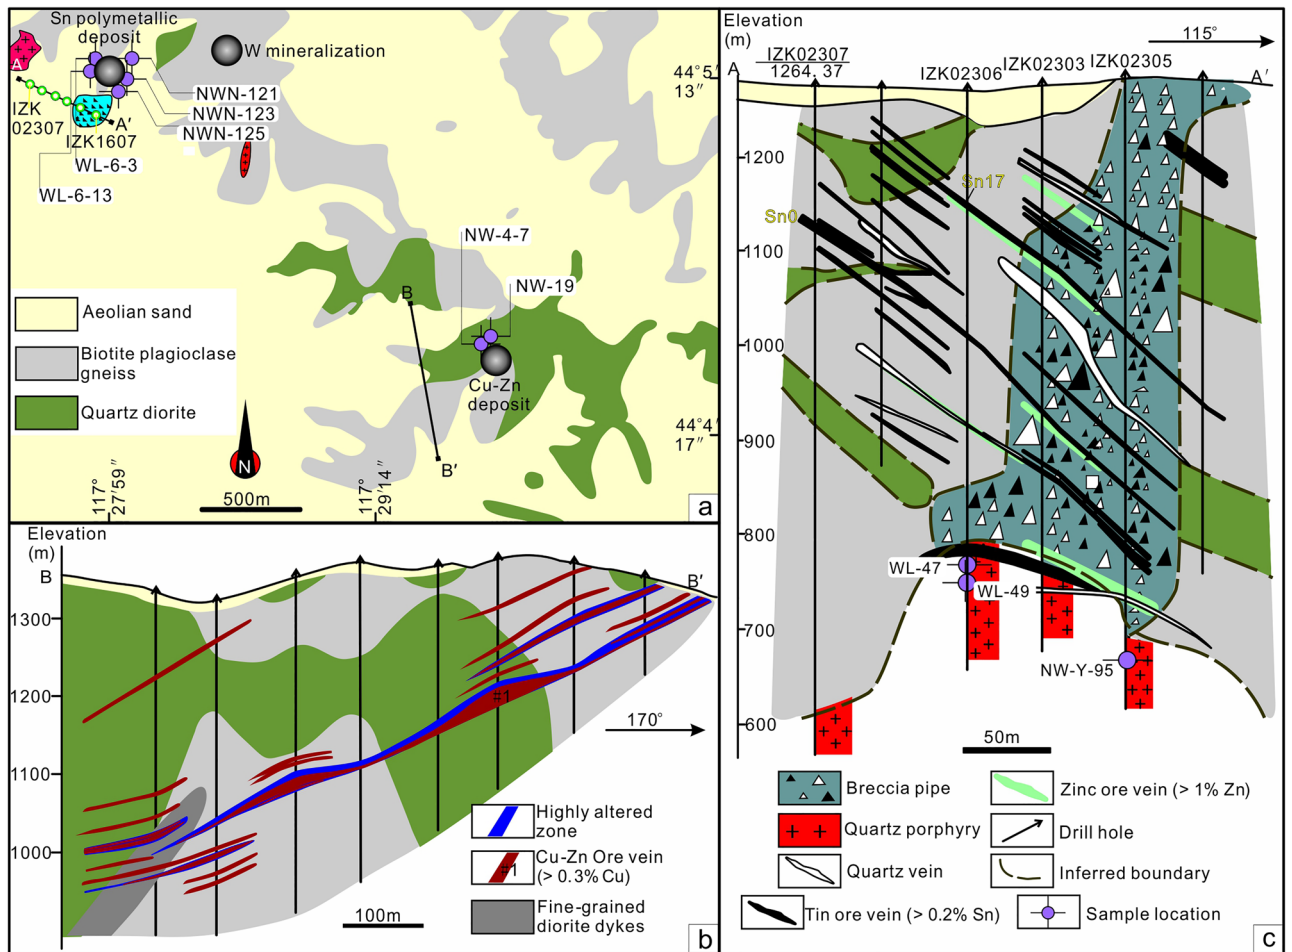 Sn polymetallic
deposit
W mineralization
A
IZK
02307
A'
IZK1607
NWN-121
NWN-123
NWN-125
WL-6-3
WL-6-13
44°5′
13″
NW-4-7
NW-19
B
Cu-Zn
deposit
B'
44°4′
17″
Aeolian sand
Biotite plagioclase
gneiss
Quartz diorite
N
500m
117°
27′59″
117°
29′14″
a
Elevation
(m)
B
B'
1300
1200
1100
1000
#1
170°
Highly altered
zone
#1
Cu-Zn Ore vein
(> 0.3% Cu)
Fine-grained
diorite dykes
100m
b
Elevation
(m)
115°
A
IZK02307
1264. 37
IZK02306
IZK02303
IZK02305
A′
1200
1100
1000
900
800
700
600
Sn17
Sn0
WL-47
WL-49
NW-Y-95
50m
Breccia pipe
Zinc ore vein (> 1% Zn)
Quartz porphyry
Drill hole
Quartz vein
Inferred boundary
Tin ore vein (> 0.2% Sn)
Sample location
c